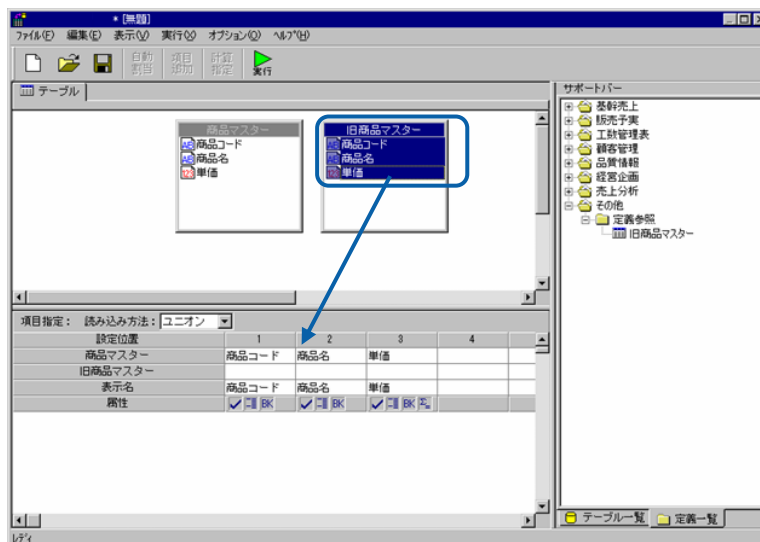 * [無題]
ファイル(F) 編集(E) 表示(V) 実行(X) オプション(O) ヘルプ(H)
自動割当 項目追加 計算指定 実行
テーブル
商品マスター
AB 商品コード
AB 商品名
123 単価
旧商品マスター
AB 商品コード
AB 商品名
123 単価
項目指定: 読み込み方法: ユニオン
設定位置 1 2 3 4
商品マスター 商品コード 商品名 単価
旧商品マスター
表示名 商品コード 商品名 単価
属性 BK BK BK Σ
サポートバー
基幹売上
販売予実
工数管理表
顧客管理
品質情報
経営企画
売上分析
その他
定義参照
旧商品マスター
テーブル一覧 定義一覧
レディ